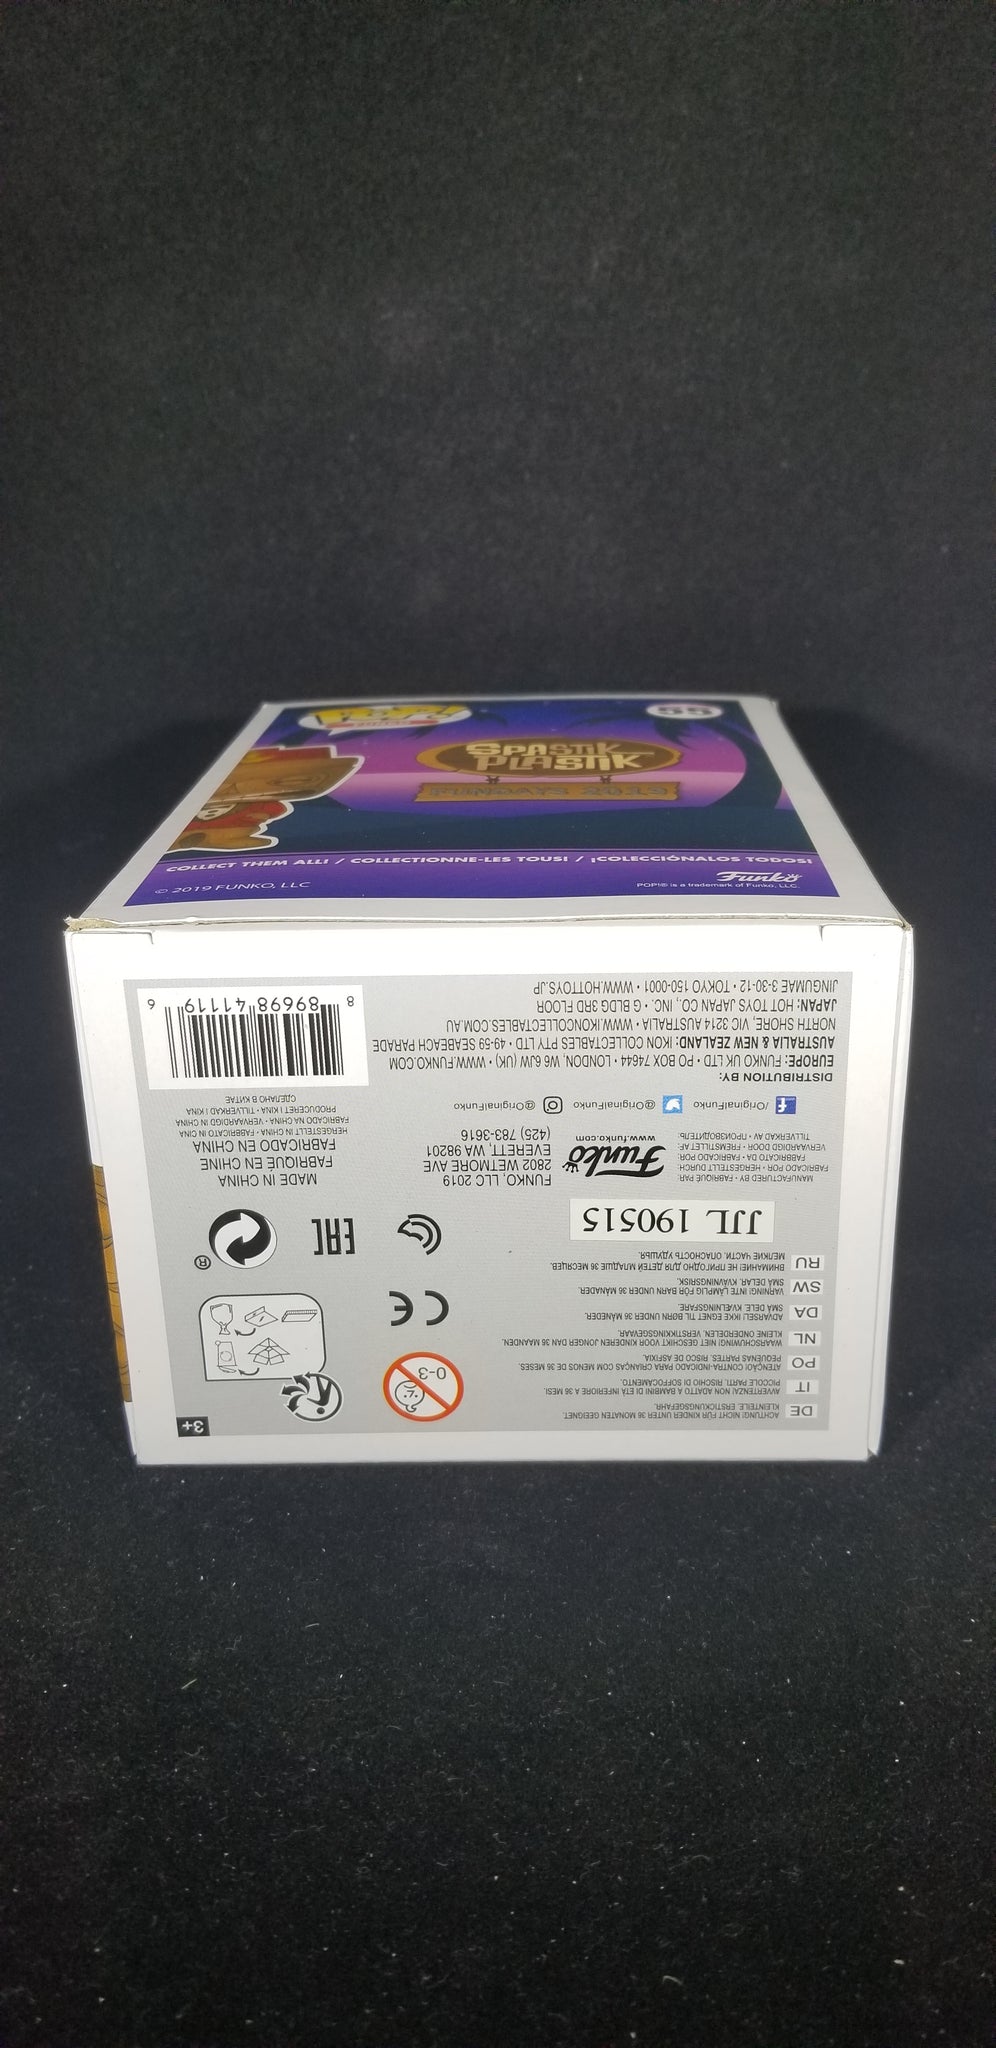 POP!
55
SPASTIK
PLASTIK
FUNDAYS 2019
COLLECT THEM ALL! / COLLECTIONNE-LES TOUS! / ¡COLECCIÓNALOS TODOS!
© 2019 FUNKO, LLC
Funko
POP!® is a trademark of Funko, LLC.
3+
0-3
DE
ACHTUNG! NICHT FÜR KINDER UNTER 36 MONATEN GEEIGNET.
KLEINTEILE. ERSTICKUNGSGEFAHR.
IT
AVVERTENZA! NON ADATTO A BAMBINI DI ETÀ INFERIORE A 36 MESI.
PICCOLE PARTI. RISCHIO DI SOFFOCAMENTO.
PO
ATENÇÃO! CONTRA-INDICADO PARA CRIANÇAS COM MENOS DE 36 MESES.
PEQUENAS PARTES. RISCO DE ASFIXIA.
NL
WAARSCHUWING! NIET GESCHIKT VOOR KINDEREN JONGER DAN 36 MAANDEN.
KLEINE ONDERDELEN. VERSTIKKINGSGEVAAR.
DA
ADVARSEL! IKKE EGNET TIL BØRN UNDER 36 MÅNEDER.
SMÅ DELE. KVÆLNINGSFARE.
SW
VARNING! INTE LÄMPLIG FÖR BARN UNDER 36 MÅNADER.
SMÅ DELAR. KVÄVNINGSRISK.
RU
ВНИМАНИЕ! НЕ ПРИГОДНО ДЛЯ ДЕТЕЙ МЛАДШЕ 36 МЕСЯЦЕВ.
МЕЛКИЕ ЧАСТИ. ОПАСНОСТЬ УДУШЬЯ.
CE
EAC
®
JJL 190515
MANUFACTURED BY • FABRIQUÉ PAR:
FABRICADO POR • HERGESTELLT DURCH:
FABBRICATO DA • FABRICADO POR:
VERVAARDIGD DOOR • FREMSTILLET AF:
TILLVERKAD AV • ПРОИЗВОДИТЕЛЬ:
Funko
www.funko.com
FUNKO, LLC 2019
2802 WETMORE AVE
EVERETT, WA 98201
(425) 783-3616
MADE IN CHINA
FABRIQUÉ EN CHINE
FABRICADO EN CHINA
HERGESTELLT IN CHINA • FABBRICATO IN CHINA
FABRICADO NA CHINA • VERVAARDIGD IN CHINA
PRODUCERET I KINA • TILLVERKAD I KINA
СДЕЛАНО В КИТАЕ
/OriginalFunko @OriginalFunko @OriginalFunko
DISTRIBUTION BY:
EUROPE: FUNKO UK LTD • PO BOX 74644 • LONDON, W6 6JW (UK) • WWW.FUNKO.COM
AUSTRALIA & NEW ZEALAND: IKON COLLECTABLES PTY LTD • 49-59 SEABEACH PARADE
NORTH SHORE, VIC 3214 AUSTRALIA • WWW.IKONCOLLECTABLES.COM.AU
JAPAN: HOT TOYS JAPAN CO., INC. • G BLDG 3RD FLOOR
JINGUMAE 3-30-12 • TOKYO 150-0001 • WWW.HOTTOYS.JP
8 89698 41119 6